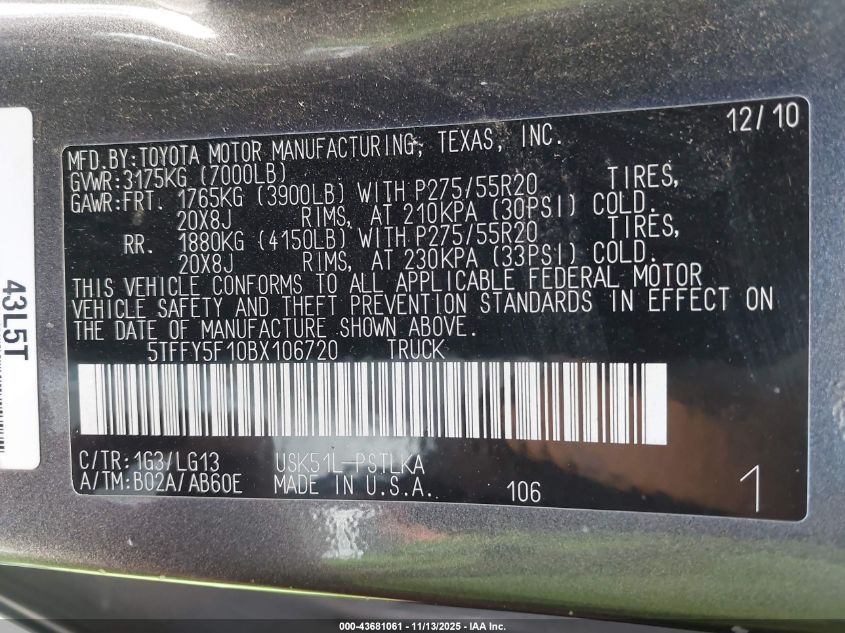 12/10
MFD. BY: TOYOTA MOTOR MANUFACTURING, TEXAS, INC.
GVWR: 3175KG (7000LB)
GAWR: FRT. 1765KG (3900LB) WITH P275/55R20 TIRES,
20X8J RIMS, AT 210KPA (30PSI) COLD.
RR. 1880KG (4150LB) WITH P275/55R20 TIRES,
20X8J RIMS, AT 230KPA (33PSI) COLD.
THIS VEHICLE CONFORMS TO ALL APPLICABLE FEDERAL MOTOR
VEHICLE SAFETY AND THEFT PREVENTION STANDARDS IN EFFECT ON
THE DATE OF MANUFACTURE SHOWN ABOVE.
5TFFY5F10BX106720 TRUCK
C/TR: 1G3/LG13 USK51L-PSTLKA
A/TM: B02A/AB60E MADE IN U.S.A. 106 1
43L5T
000-43681061 - 11/13/2025 - IAA Inc.